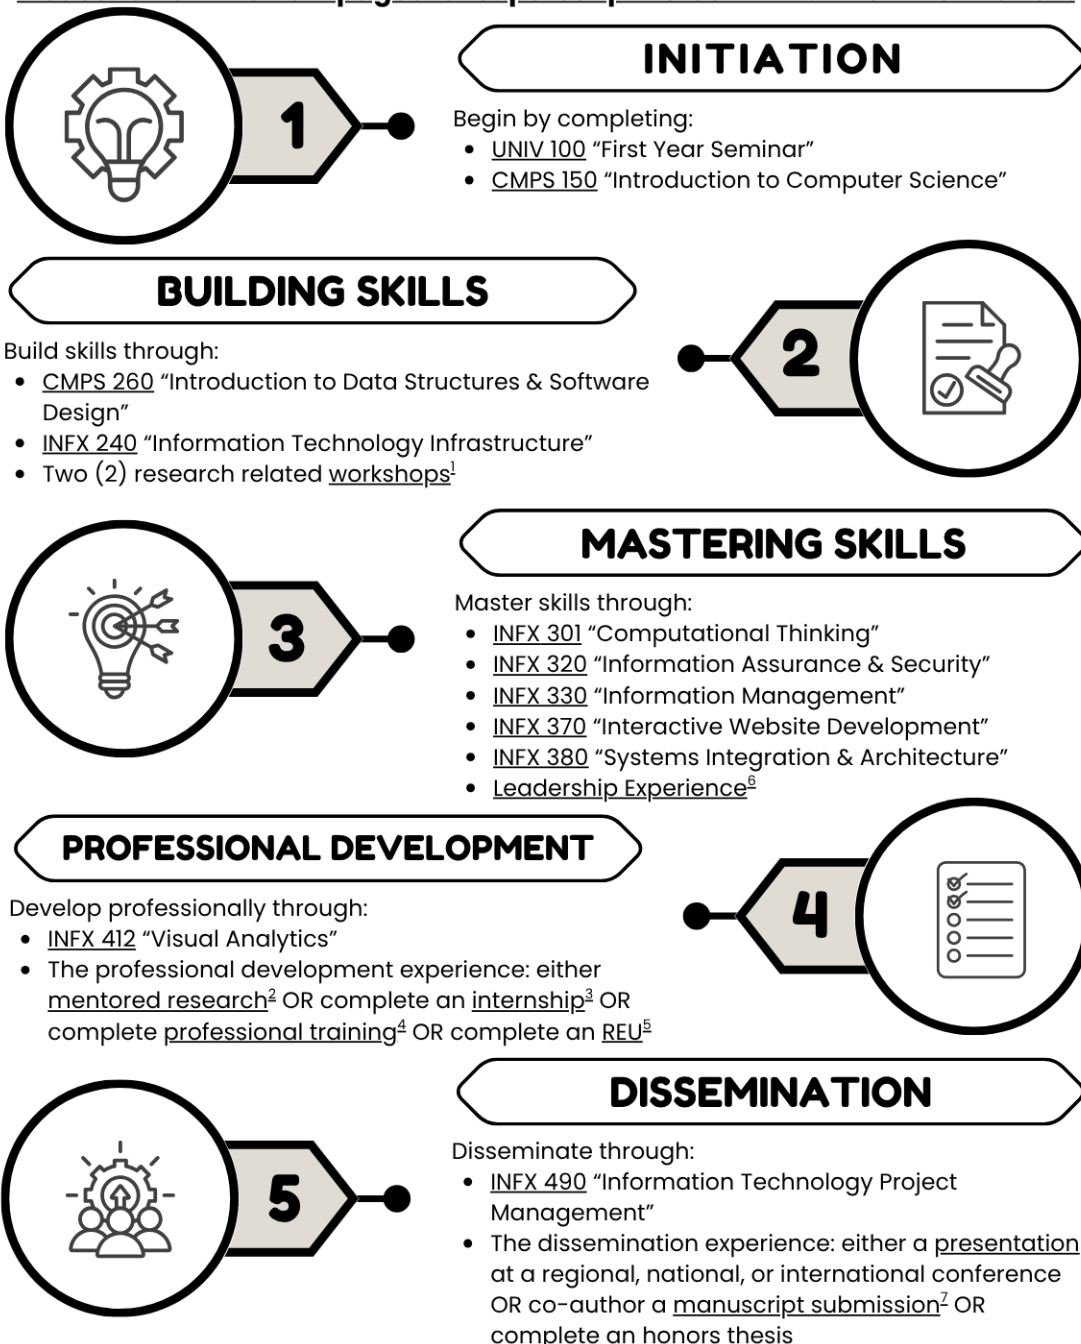 1
INITIATION
Begin by completing:
• UNIV 100 “First Year Seminar”
• CMPS 150 “Introduction to Computer Science”
BUILDING SKILLS
2
Build skills through:
• CMPS 260 “Introduction to Data Structures & Software
Design”
• INFX 240 “Information Technology Infrastructure”
• Two (2) research related workshops¹
3
MASTERING SKILLS
Master skills through:
• INFX 301 “Computational Thinking”
• INFX 320 “Information Assurance & Security”
• INFX 330 “Information Management”
• INFX 370 “Interactive Website Development”
• INFX 380 “Systems Integration & Architecture”
• Leadership Experience⁶
PROFESSIONAL DEVELOPMENT
4
Develop professionally through:
• INFX 412 “Visual Analytics”
• The professional development experience: either
mentored research² OR complete an internship³ OR
complete professional training⁴ OR complete an REU⁵
5
DISSEMINATION
Disseminate through:
• INFX 490 “Information Technology Project
Management”
• The dissemination experience: either a presentation
at a regional, national, or international conference
OR co-author a manuscript submission⁷ OR
complete an honors thesis